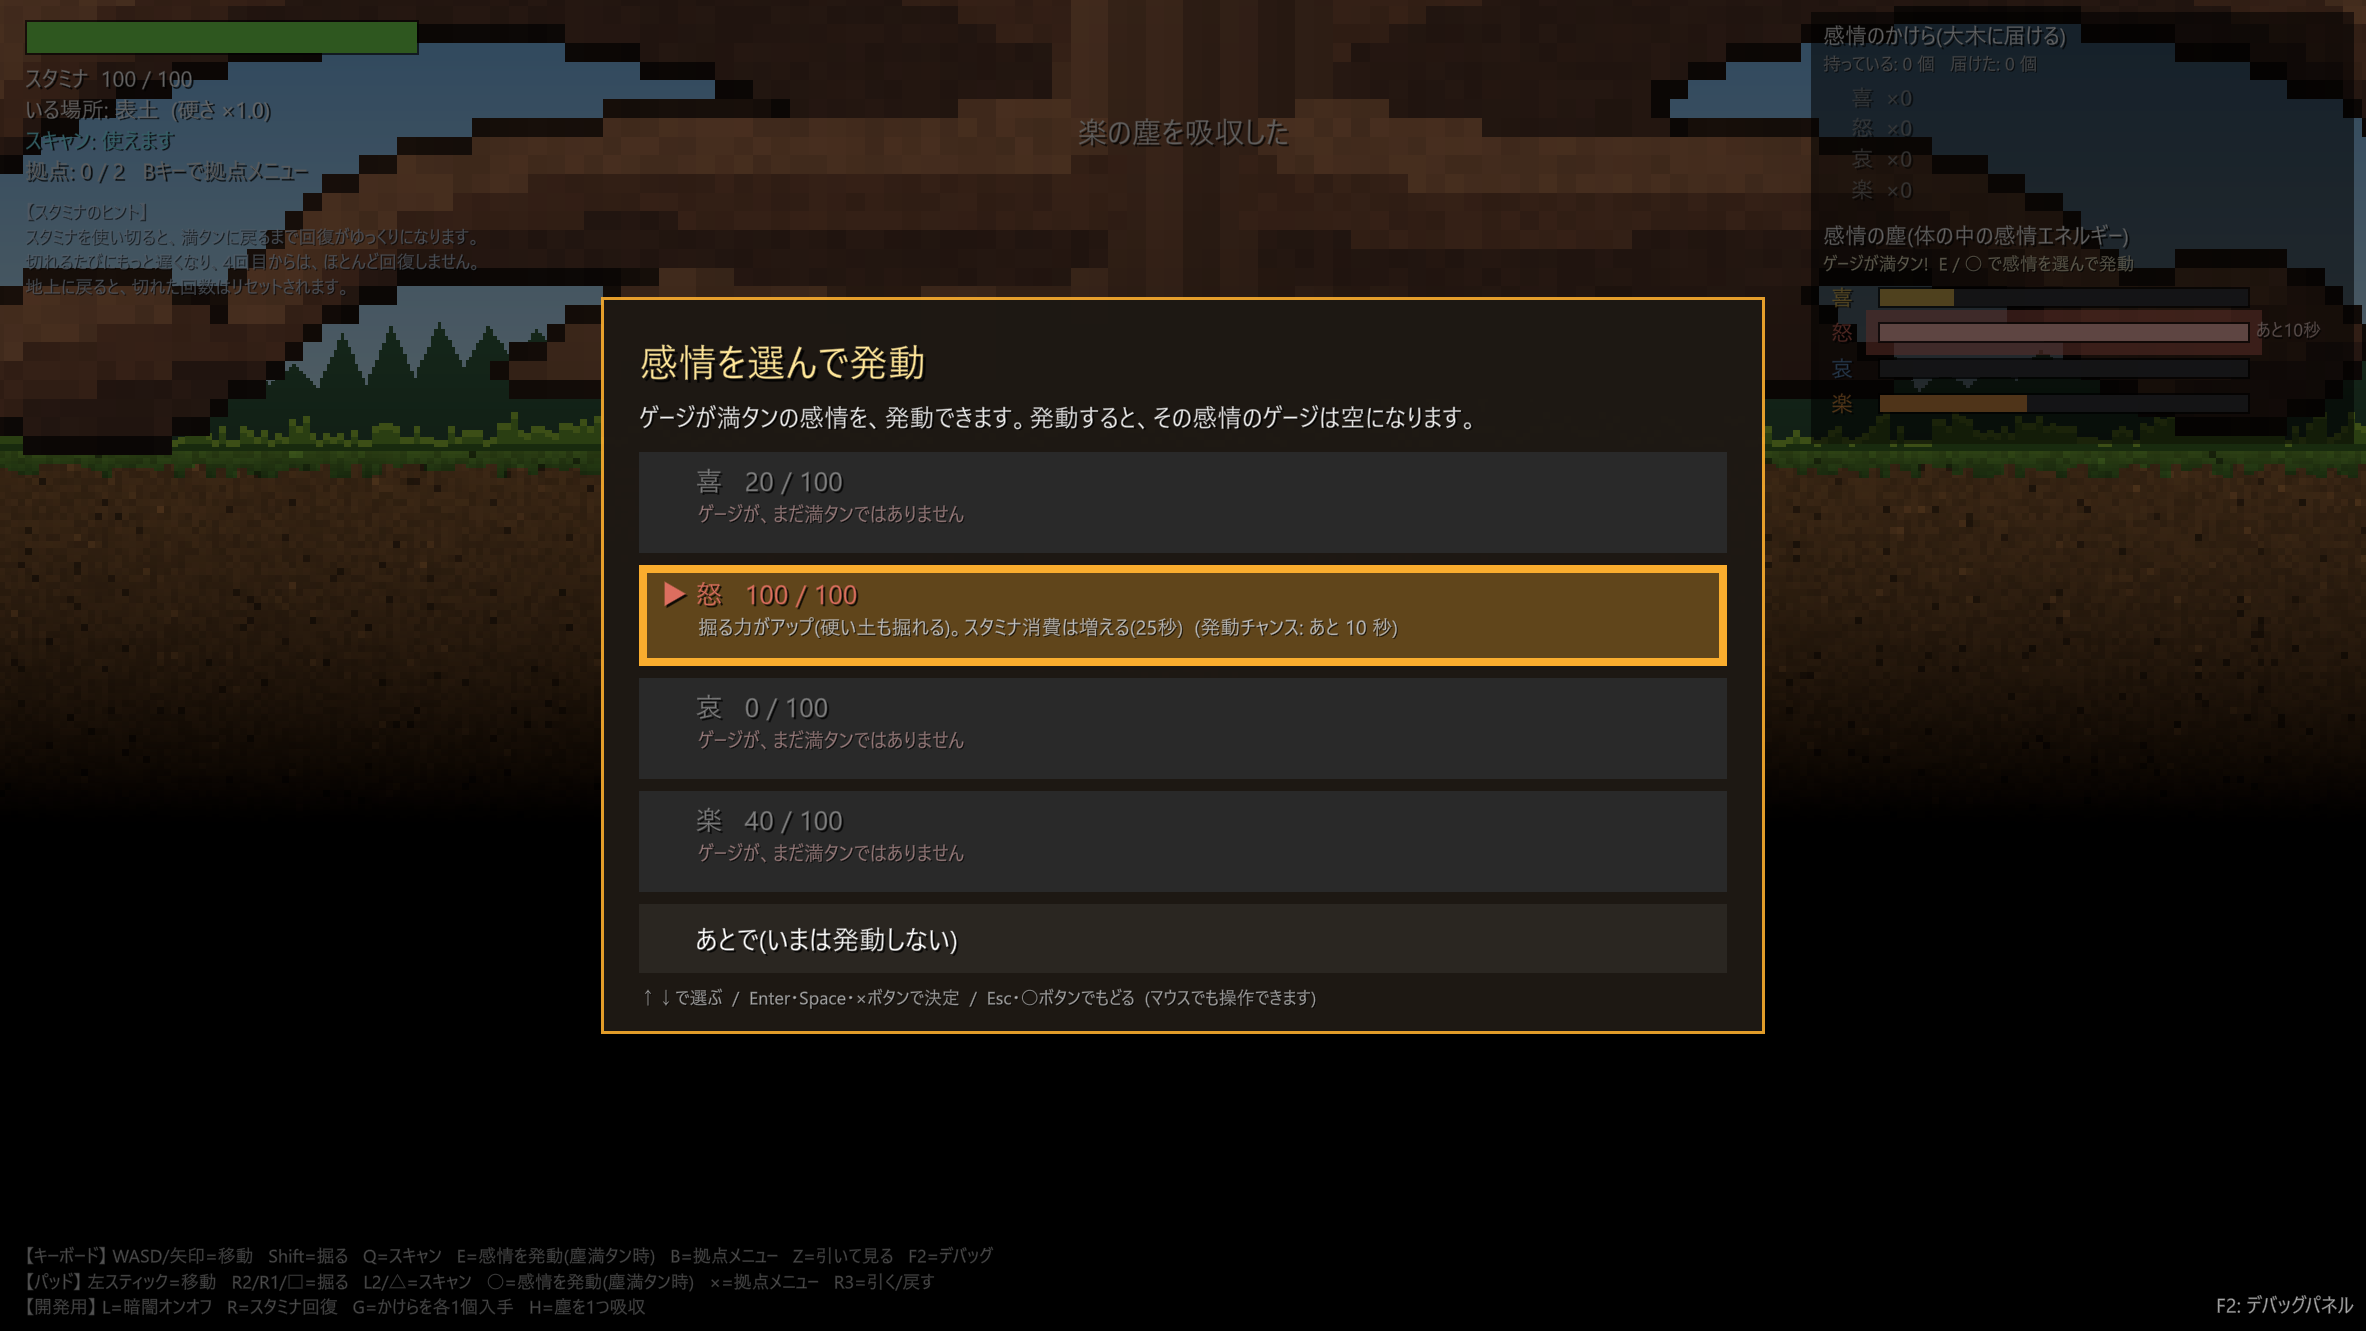 スタミナ 100 / 100
いる場所: 表土 (硬さ ×1.0)
スキャン: 使えます
拠点: 0 / 2 Bキーで拠点メニュー
[スタミナのヒント]
スタミナを使い切ると、満タンに戻るまで回復がゆっくりになります。
切れるたびにもっと遅くなり、4回目からは、ほとんど回復しません。
地上に戻ると、切れた回数はリセットされます。
楽の塵を吸収した
感情のかけら(大木に届ける)
持っている: 0 個 届けた: 0 個
喜 ×0
怒 ×0
哀 ×0
楽 ×0
感情の塵(体の中の感情エネルギー)
ゲージが満タン! E / ○ で感情を選んで発動
喜
怒 あと10秒
哀
楽
感情を選んで発動
ゲージが満タンの感情を、発動できます。発動すると、その感情のゲージは空になります。
喜 20 / 100
ゲージが、まだ満タンではありません
▶ 怒 100 / 100
掘る力がアップ(硬い土も掘れる)。スタミナ消費は増える(25秒) (発動チャンス: あと 10 秒)
哀 0 / 100
ゲージが、まだ満タンではありません
楽 40 / 100
ゲージが、まだ満タンではありません
あとで(いまは発動しない)
↑↓で選ぶ / Enter・Space・×ボタンで決定 / Esc・○ボタンでもどる (マウスでも操作できます)
【キーボード】WASD/矢印=移動 Shift=掘る Q=スキャン E=感情を発動(塵満タン時) B=拠点メニュー Z=引いて見る F2=デバッグ
【パッド】左スティック=移動 R2/R1/□=掘る L2/△=スキャン ○=感情を発動(塵満タン時) ×=拠点メニュー R3=引く/戻す
【開発用】L=暗闇オンオフ R=スタミナ回復 G=かけらを各1個入手 H=塵を1つ吸収
F2: デバッグパネル